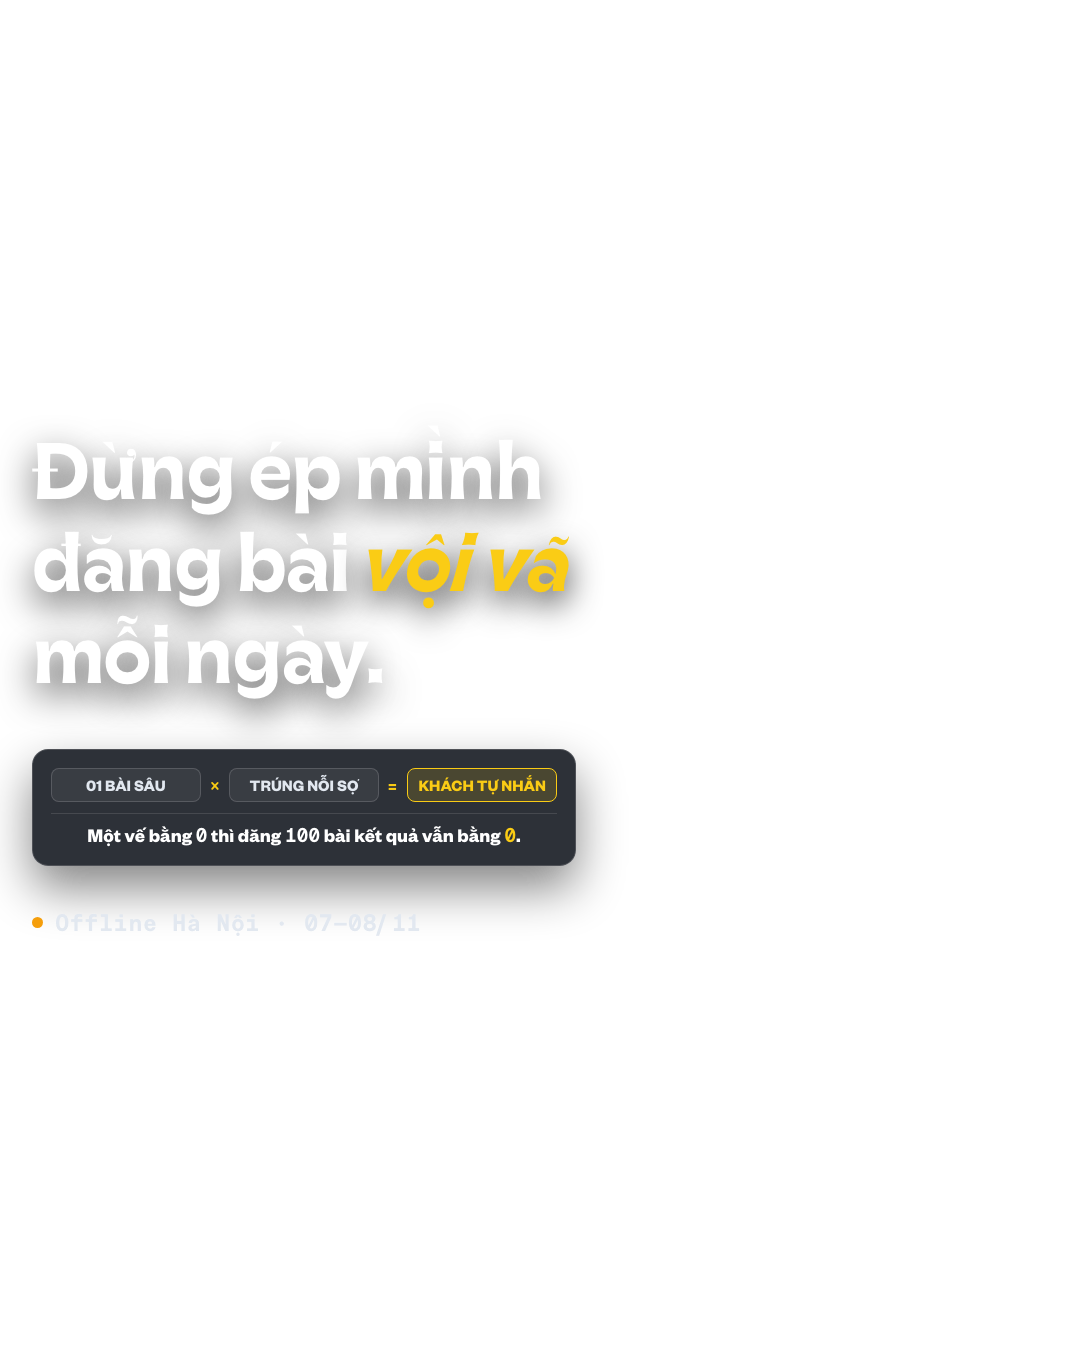 Đừng ép mình
đăng bài vội vã
mỗi ngày.
01 BÀI SÂU × TRÚNG NỖI SỢ = KHÁCH TỰ NHẮN
Một vế bằng 0 thì đăng 100 bài kết quả vẫn bằng 0.
Offline Hà Nội · 07–08/11